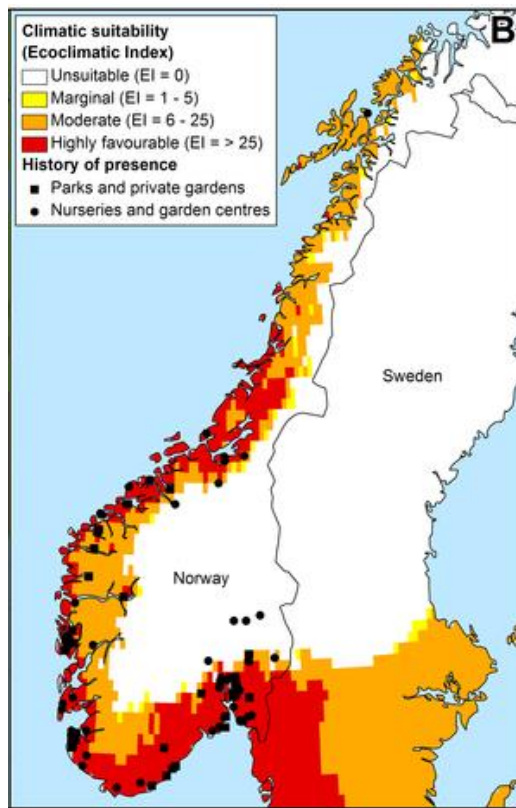 B
Climatic suitability
(Ecoclimatic Index)
Unsuitable (EI = 0)
Marginal (EI = 1 - 5)
Moderate (EI = 6 - 25)
Highly favourable (EI = > 25)
History of presence
Parks and private gardens
Nurseries and garden centres
Sweden
Norway